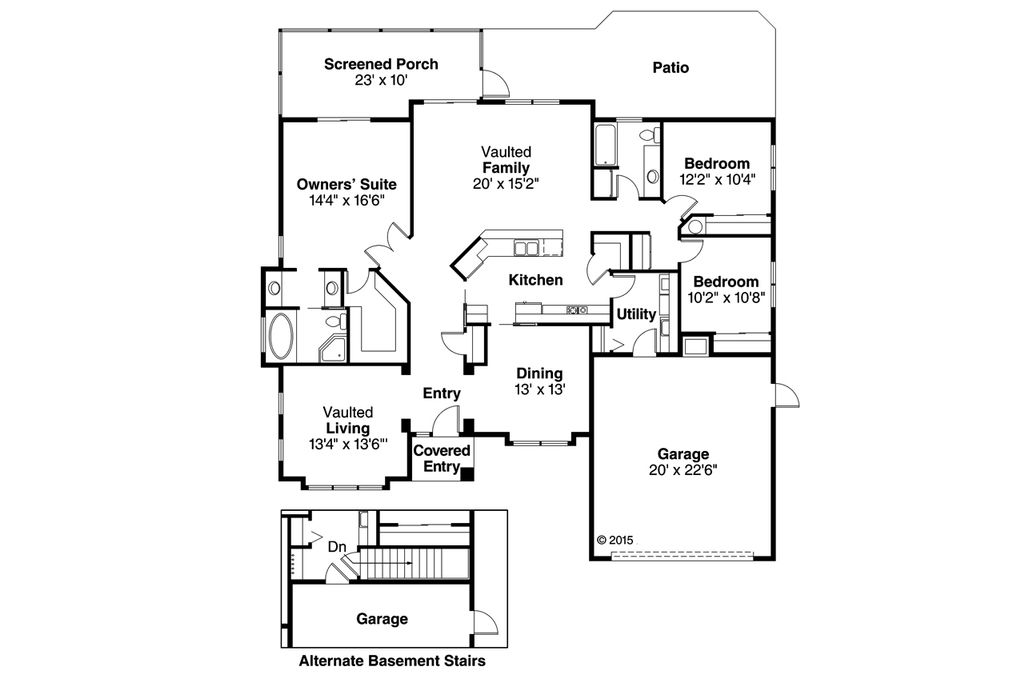 Screened Porch
23' x 10'
Patio
Vaulted
Family
20' x 15'2"
Bedroom
12'2" x 10'4"
Owners' Suite
14'4" x 16'6"
Kitchen
Bedroom
10'2" x 10'8"
Utility
Dining
13' x 13'
Entry
Vaulted
Living
13'4" x 13'6"'
Covered
Entry
Garage
20' x 22'6"
© 2015
Dn
Garage
Alternate Basement Stairs